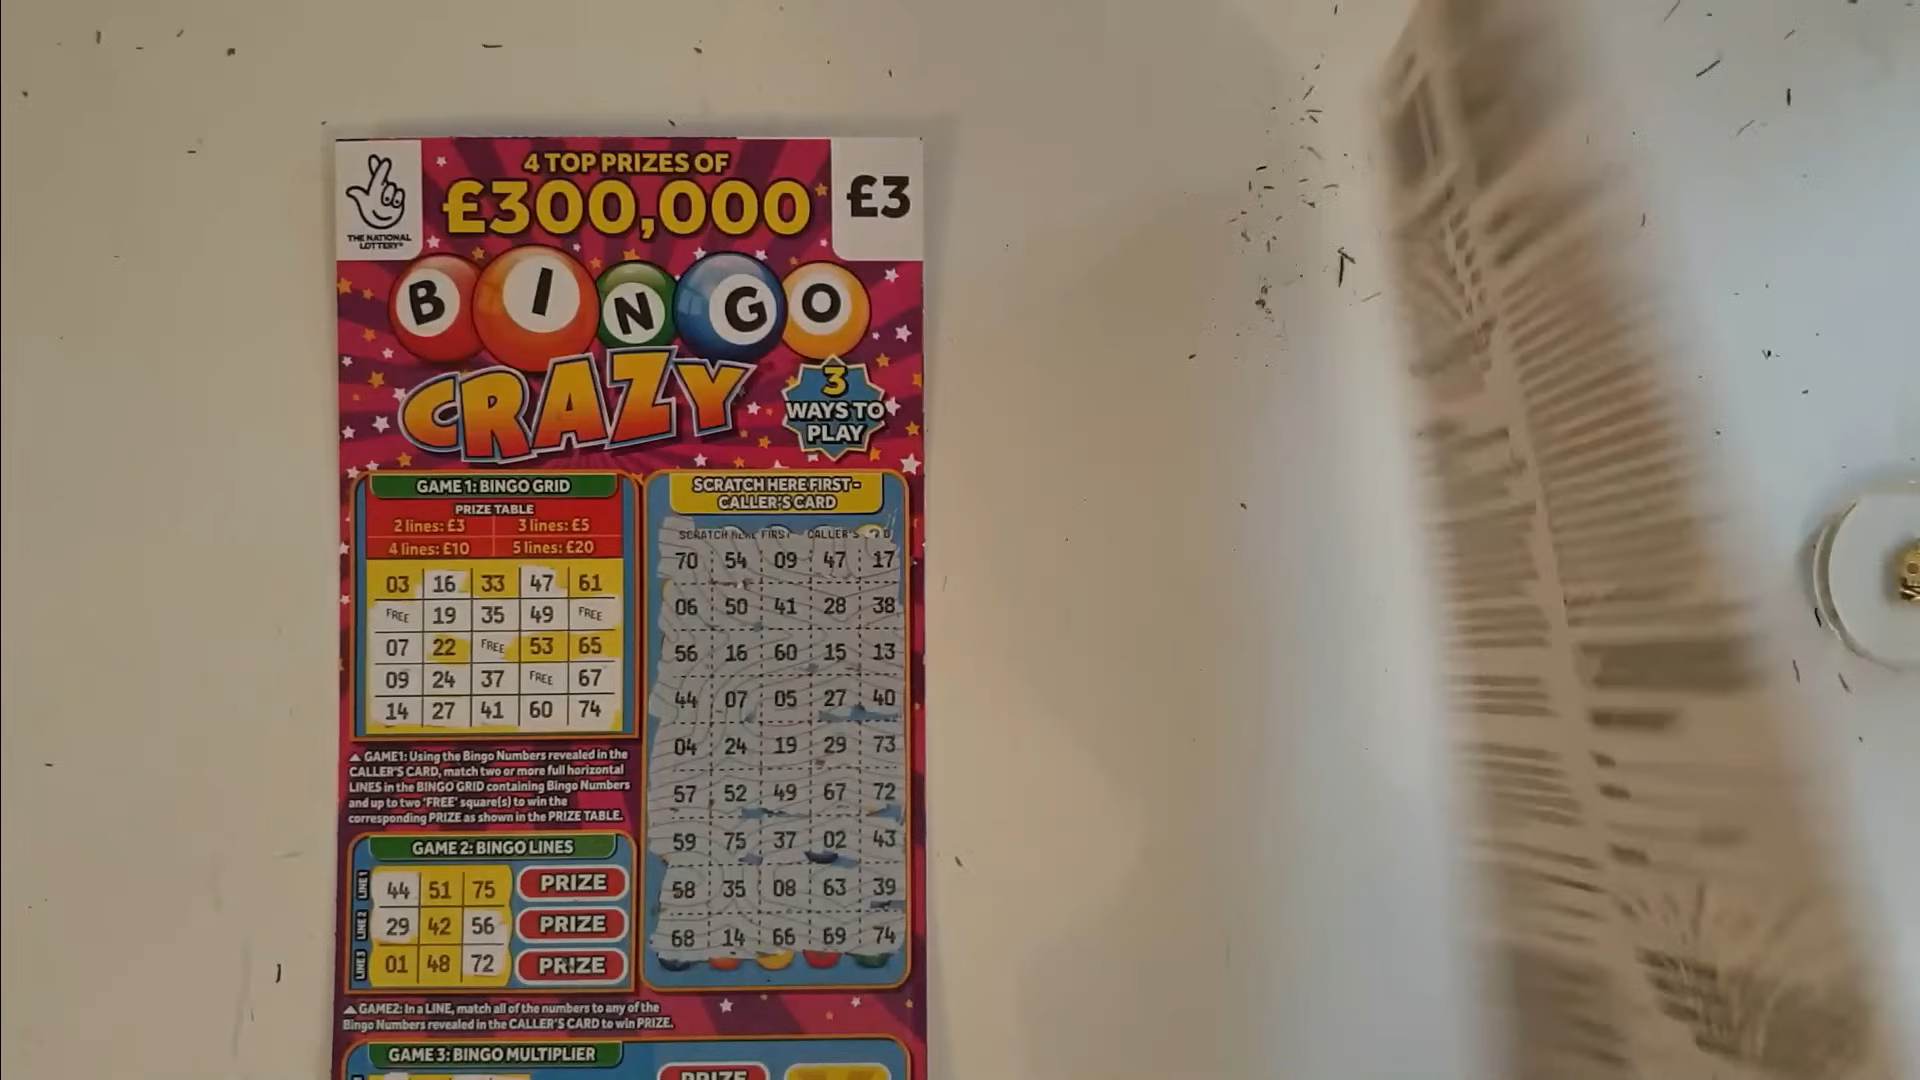 4 TOP PRIZES OF
£300,000
£3
THE NATIONAL
LOTTERY®
BINGO
CRAZY
3
WAYS TO
PLAY
GAME 1: BINGO GRID
PRIZE TABLE
2 lines: £3 3 lines: £5
4 lines: £10 5 lines: £20
03 16 33 47 61
FREE 19 35 49 FREE
07 22 FREE 53 65
09 24 37 FREE 67
14 27 41 60 74
▲ GAME1: Using the Bingo Numbers revealed in the
CALLER'S CARD, match two or more full horizontal
LINES in the BINGO GRID containing Bingo Numbers
and up to two 'FREE' square(s) to win the
corresponding PRIZE as shown in the PRIZE TABLE.
SCRATCH HERE FIRST -
CALLER'S CARD
SCRATCH HERE FIRST - CALLER'S
70 54 09 47 17
06 50 41 28 38
56 16 60 15 13
44 07 05 27 40
04 24 19 29 73
57 52 49 67 72
59 75 37 02 43
58 35 08 63 39
68 14 66 69 74
GAME 2: BINGO LINES
LINE 1 44 51 75 PRIZE
LINE 2 29 42 56 PRIZE
LINE 3 01 48 72 PRIZE
▲ GAME2: In a LINE, match all of the numbers to any of the
Bingo Numbers revealed in the CALLER'S CARD to win PRIZE.
GAME 3: BINGO MULTIPLIER
PRIZE